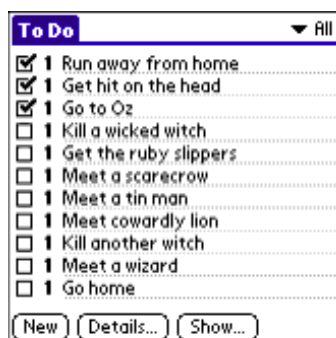 To Do All
1 Run away from home
1 Get hit on the head
1 Go to Oz
1 Kill a wicked witch
1 Get the ruby slippers
1 Meet a scarecrow
1 Meet a tin man
1 Meet cowardly lion
1 Kill another witch
1 Meet a wizard
1 Go home
New Details... Show...